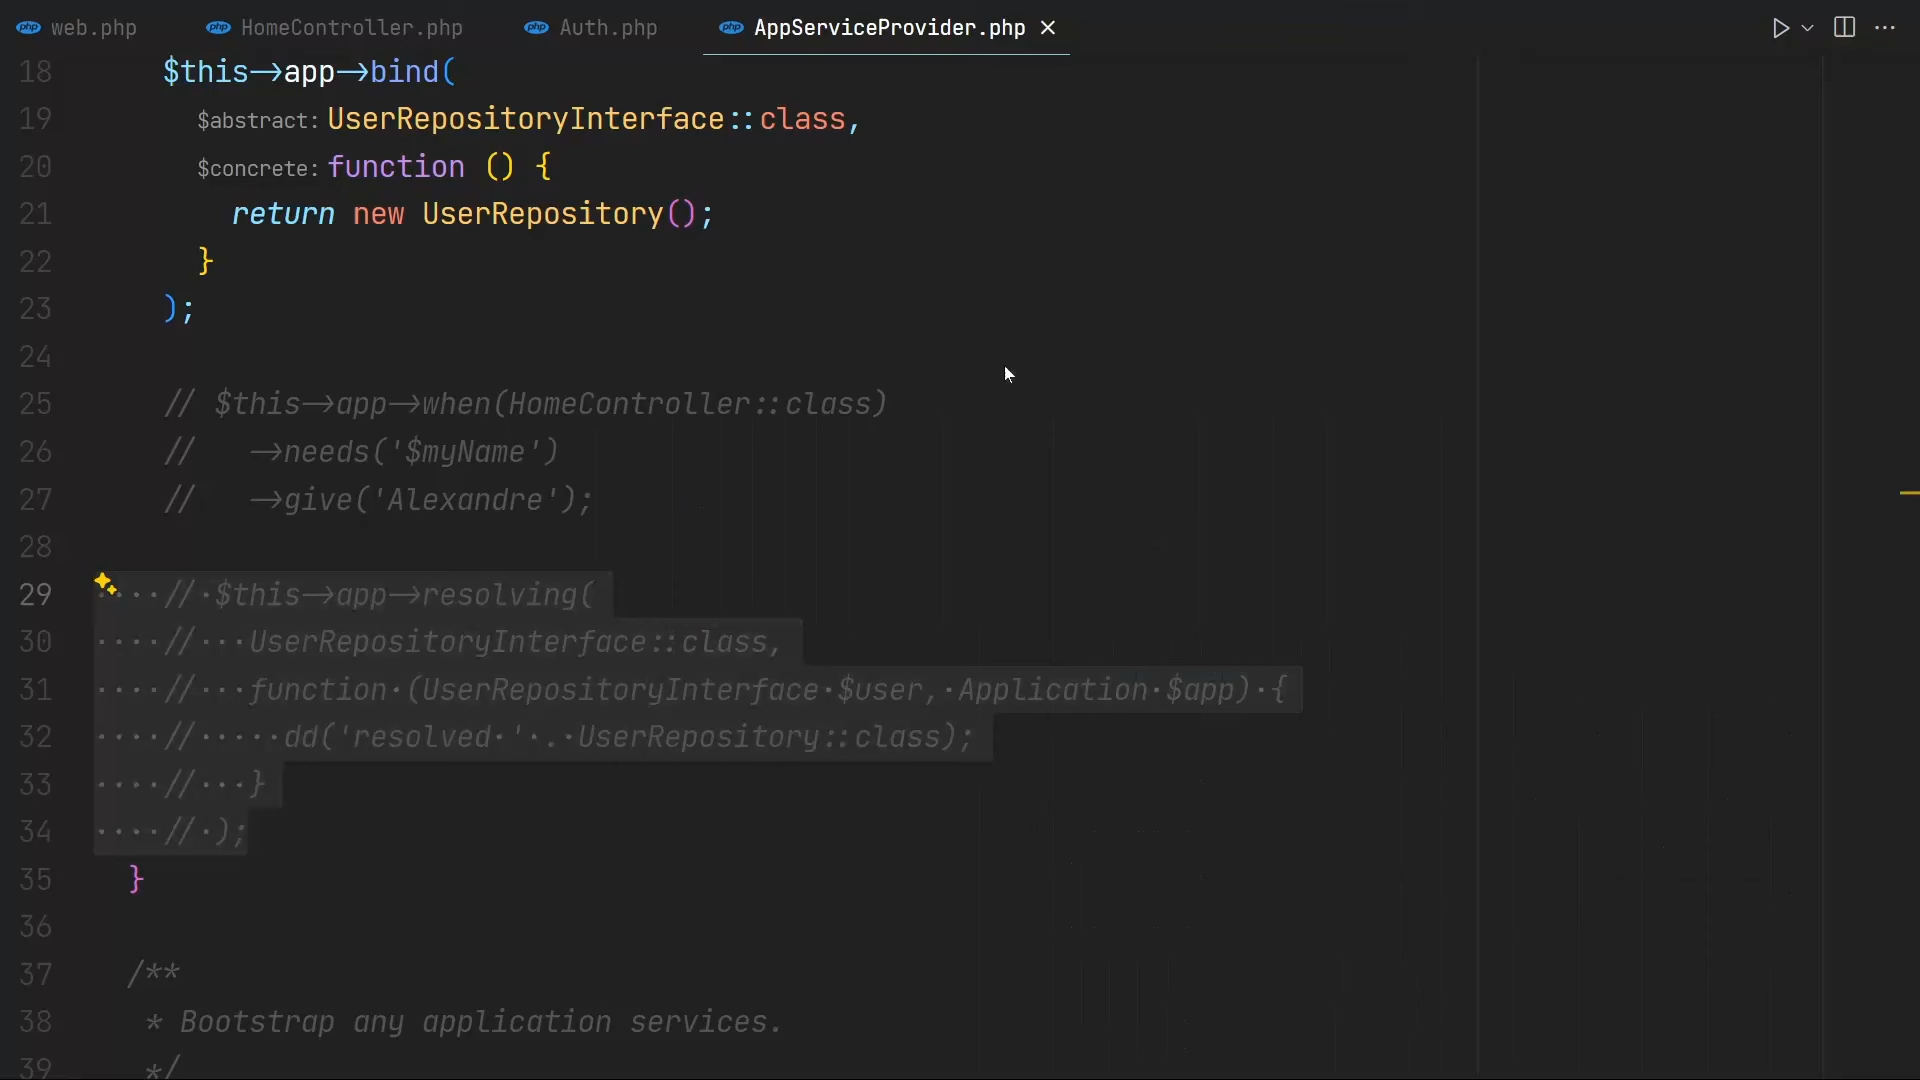 web.php HomeController.php Auth.php AppServiceProvider.php
18 $this->app->bind(
19 $abstract: UserRepositoryInterface::class,
20 $concrete: function () {
21 return new UserRepository();
22 }
23 );
24
25 // $this->app->when(HomeController::class)
26 // ->needs('$myName')
27 // ->give('Alexandre');
28
29 // $this->app->resolving(
30 // UserRepositoryInterface::class,
31 // function (UserRepositoryInterface $user, Application $app) {
32 // dd('resolved ' . UserRepository::class);
33 // }
34 // );
35 }
36
37 /**
38 * Bootstrap any application services.
39 */